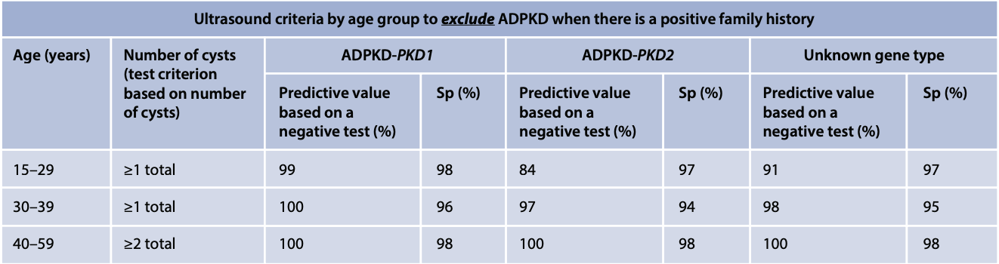 Ultrasound criteria by age group to exclude ADPKD when there is a positive family history
Age (years)
Number of cysts
(test criterion
based on number
of cysts)
ADPKD-PKD1
ADPKD-PKD2
Unknown gene type
Predictive value
based on a
negative test (%)
Sp (%)
Predictive value
based on a
negative test (%)
Sp (%)
Predictive value
based on a
negative test (%)
Sp (%)
15–29 ≥1 total 99 98 84 97 91 97
30–39 ≥1 total 100 96 97 94 98 95
40–59 ≥2 total 100 98 100 98 100 98